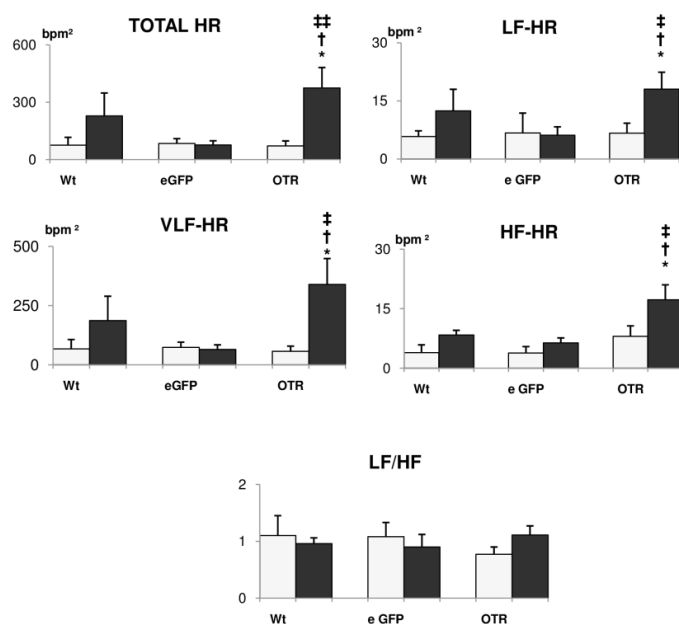 TOTAL HR
bpm²
600
300
0
‡‡
†
*
Wt
eGFP
OTR
LF-HR
bpm ²
30
15
0
‡
†
*
Wt
e GFP
OTR
VLF-HR
bpm ²
500
250
0
‡
†
*
Wt
eGFP
OTR
HF-HR
bpm ²
30
15
0
‡
†
*
Wt
e GFP
OTR
LF/HF
2
1
0
Wt
e GFP
OTR